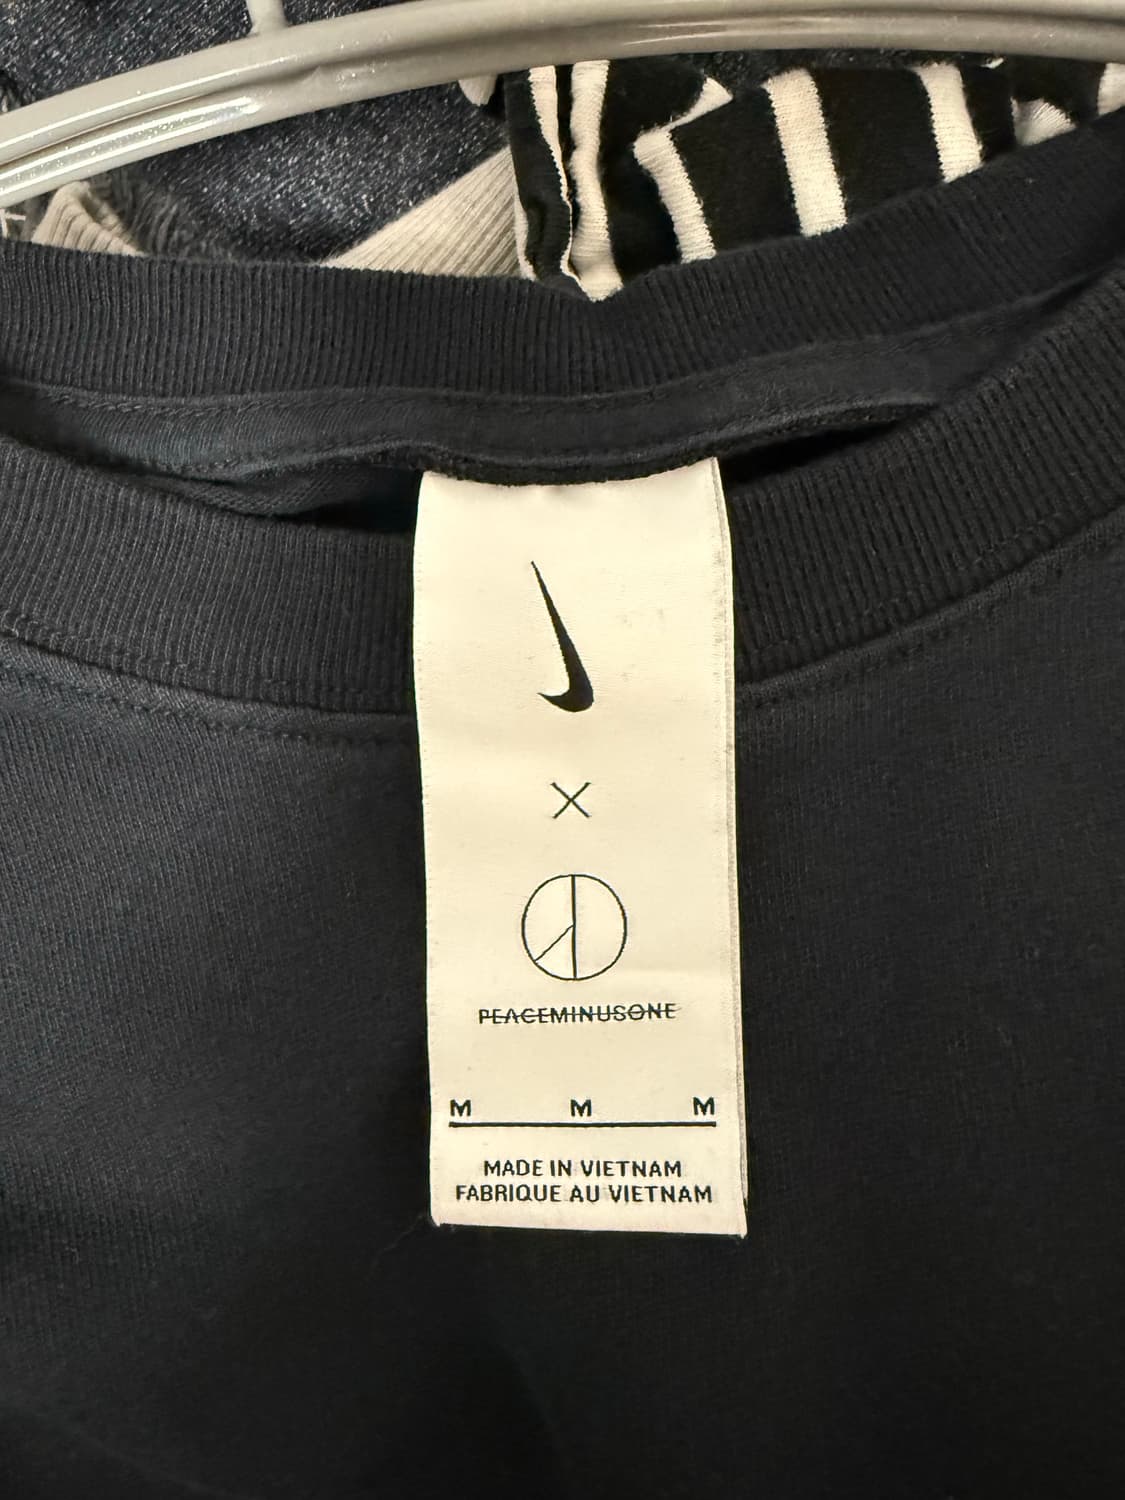 ×
PEACEMINUSONE
M M M
MADE IN VIETNAM
FABRIQUE AU VIETNAM